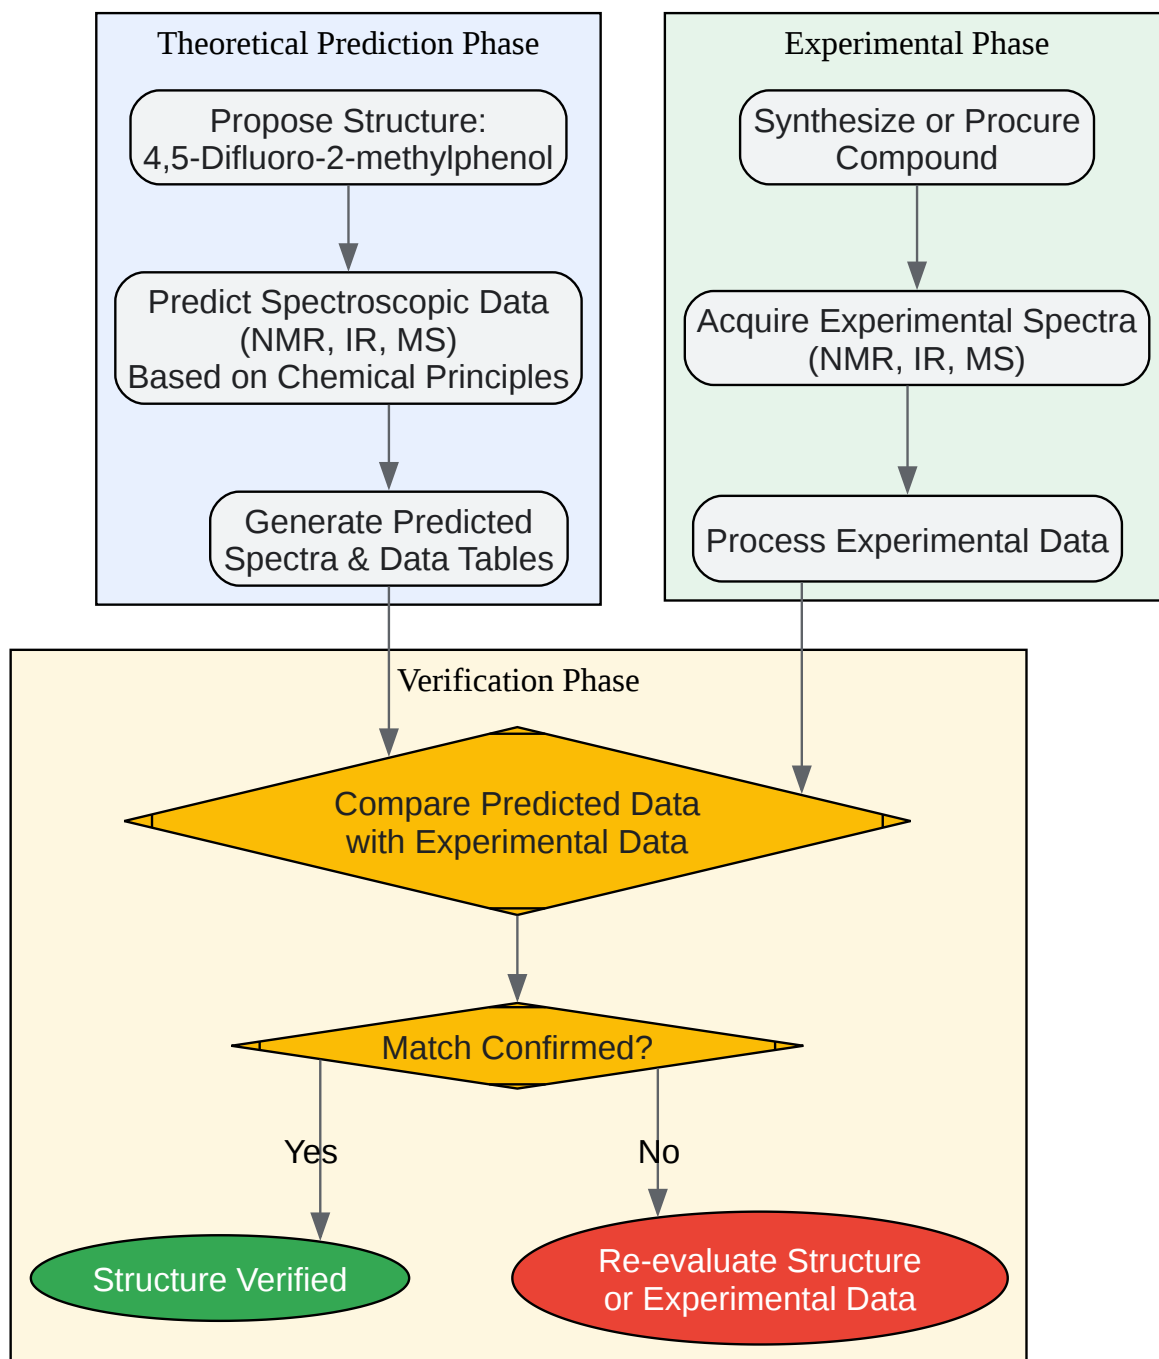 Theoretical Prediction Phase
Propose Structure:
4,5-Difluoro-2-methylphenol
Predict Spectroscopic Data
(NMR, IR, MS)
Based on Chemical Principles
Generate Predicted
Spectra & Data Tables
Experimental Phase
Synthesize or Procure
Compound
Acquire Experimental Spectra
(NMR, IR, MS)
Process Experimental Data
Verification Phase
Compare Predicted Data
with Experimental Data
Match Confirmed?
Yes
No
Structure Verified
Re-evaluate Structure
or Experimental Data